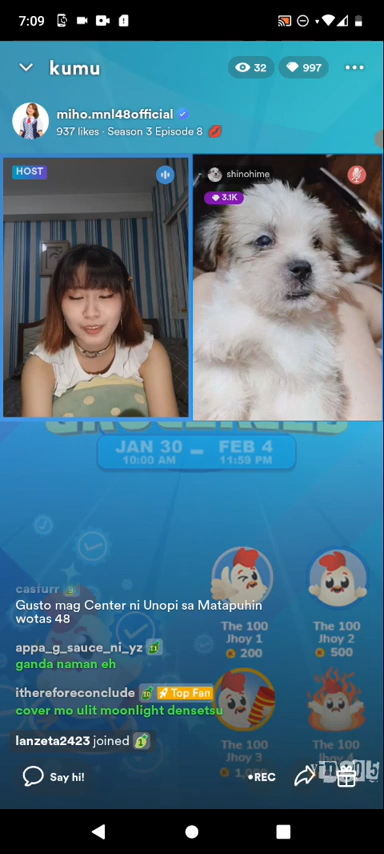 7:09
kumu
32
997
miho.mnl48official
937 likes · Season 3 Episode 8
HOST
shinohime
3.1K
JAN 30 – FEB 4
10:00 AM 11:59 PM
casfurr 9
Gusto mag Center ni Unopi sa Matapuhin
wotas 48
The 100
Jhoy 1
200
The 100
Jhoy 2
500
appa_g_sauce_ni_yz
ganda naman eh
ithereforeconclude Top Fan
cover mo ulit moonlight densetsu
lanzeta2423 joined
The 100
Jhoy 3
The 100
Say hi!
•REC